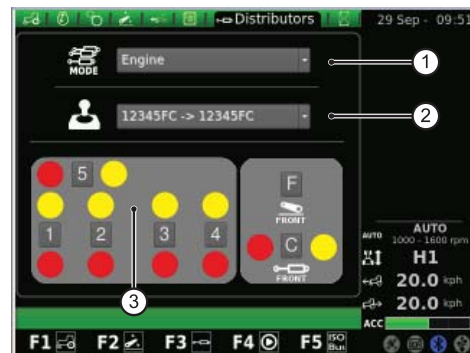 Distributors
29 Sep - 09:51
MODE
Engine
1
12345FC -> 12345FC
2
5
1 2 3 4
3
F
FRONT
C
FRONT
AUTO
AUTO
1000 - 1600 rpm
H1
20.0 kph
20.0 kph
ACC
F1 F2 F3 F4 F5 ISO Bus